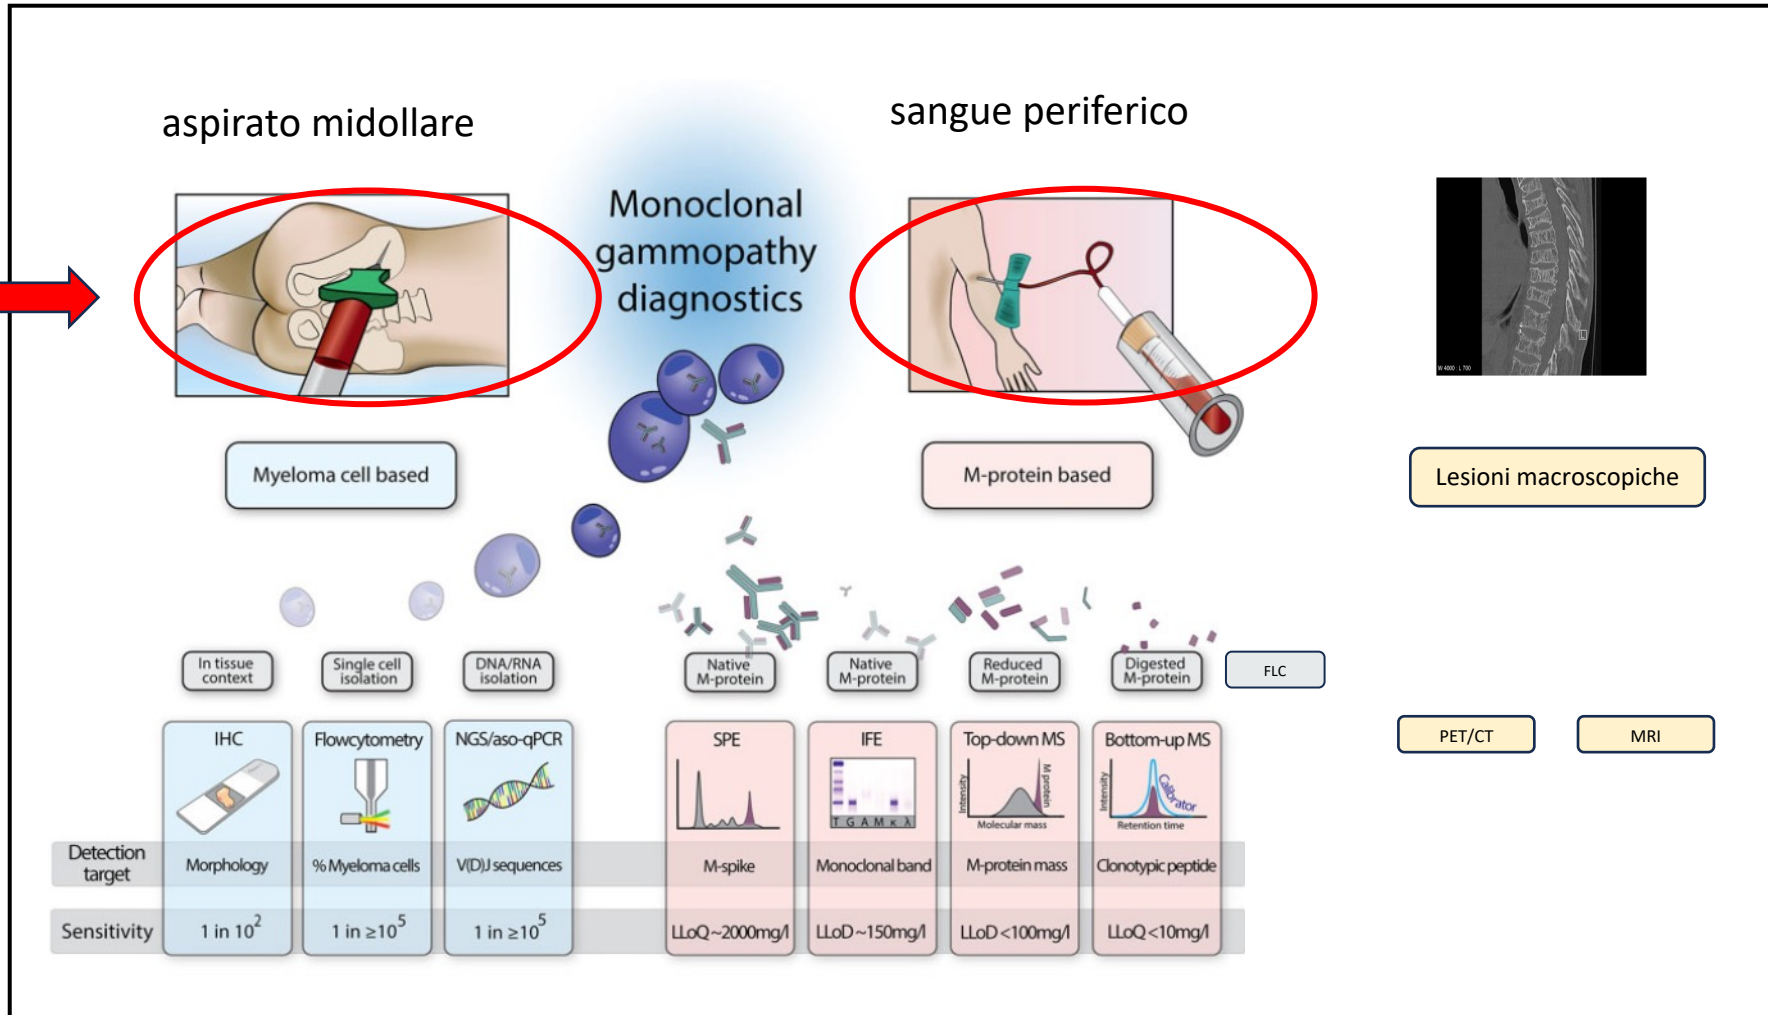 aspirato midollare
sangue periferico
Monoclonal
gammopathy
diagnostics
W 4000 : L 700
L
Myeloma cell based
M-protein based
Lesioni macroscopiche
In tissue
context
Single cell
isolation
DNA/RNA
isolation
Native
M-protein
Native
M-protein
Reduced
M-protein
Digested
M-protein
FLC
IHC
Flowcytometry
NGS/aso-qPCR
SPE
IFE
Top-down MS
Bottom-up MS
PET/CT
MRI
T G A M κ λ
Intensity
M protein
Molecular mass
Intensity
Calibrator
Retention time
Detection
target
Morphology
% Myeloma cells
V(D)J sequences
M-spike
Monoclonal band
M-protein mass
Clonotypic peptide
Sensitivity
1 in 10²
1 in ≥10⁵
1 in ≥10⁵
LLoQ ~2000mg/l
LLoD ~150mg/l
LLoD <100mg/l
LLoQ <10mg/l